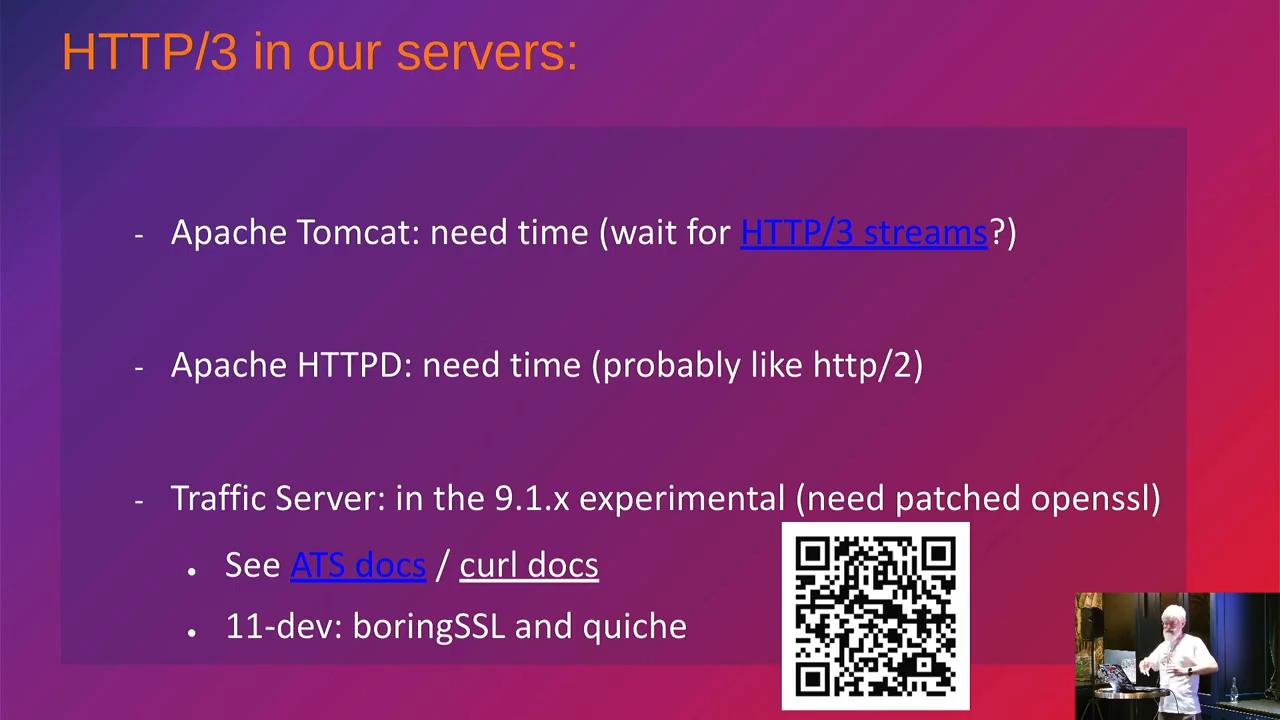 HTTP/3 in our servers:
- Apache Tomcat: need time (wait for HTTP/3 streams?)
- Apache HTTPD: need time (probably like http/2)
- Traffic Server: in the 9.1.x experimental (need patched openssl)
• See ATS docs / curl docs
• 11-dev: boringSSL and quiche